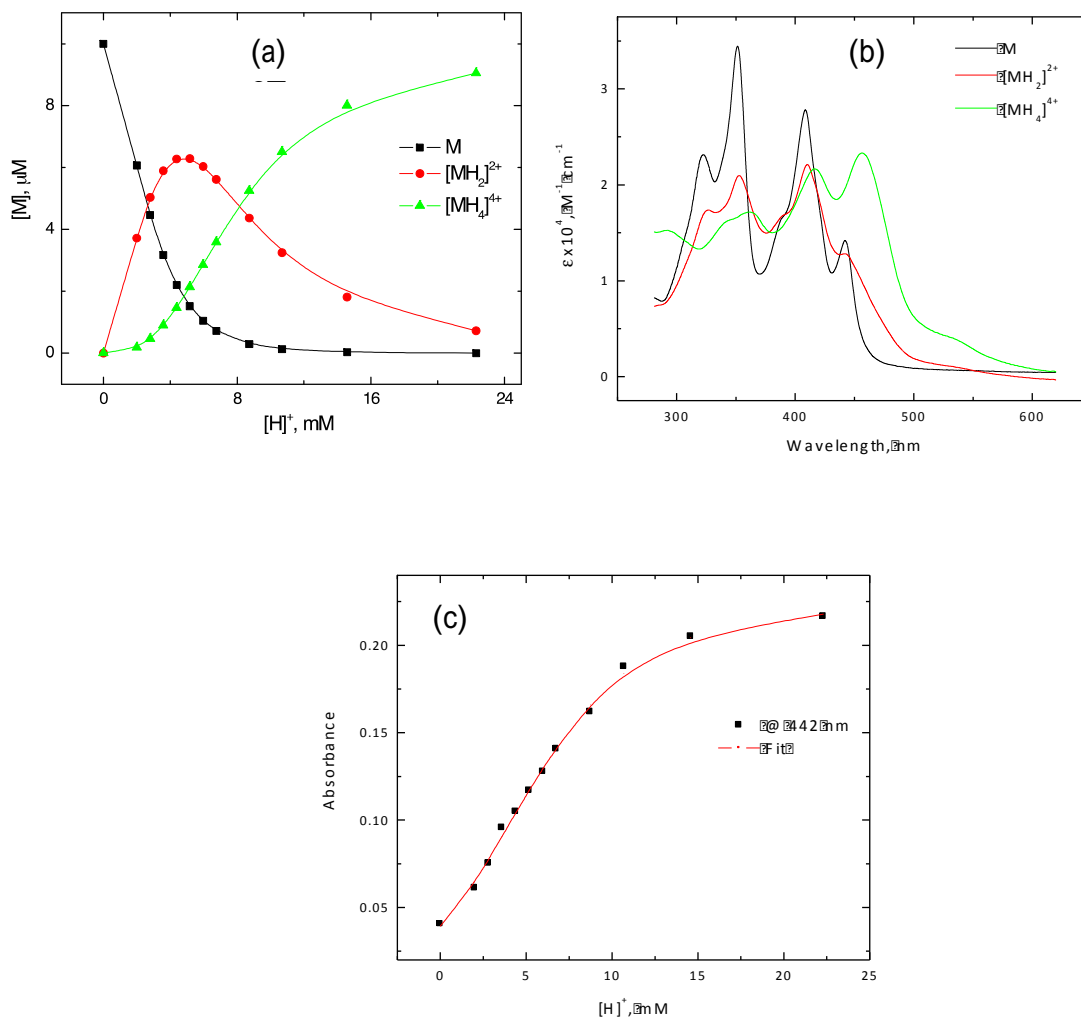 (a)
[M], μM
8
4
0
M
[MH2]2+
[MH4]4+
0 8 16 24
[H]+, mM
(b)
ε x10^4, M-1 cm-1
3
2
1
0
M
[MH2]2+
[MH4]4+
300 400 500 600
Wavelength, nm
(c)
Absorbance
0.20
0.15
0.10
0.05
@ 442 nm
Fit
0 5 10 15 20 25
[H]+, mM